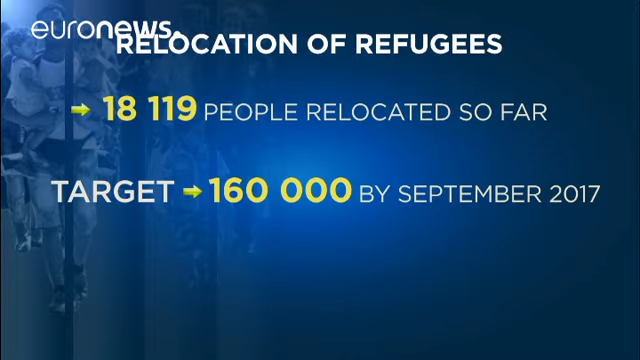 euronews.
RELOCATION OF REFUGEES
18 119 PEOPLE RELOCATED SO FAR
TARGET 160 000 BY SEPTEMBER 2017